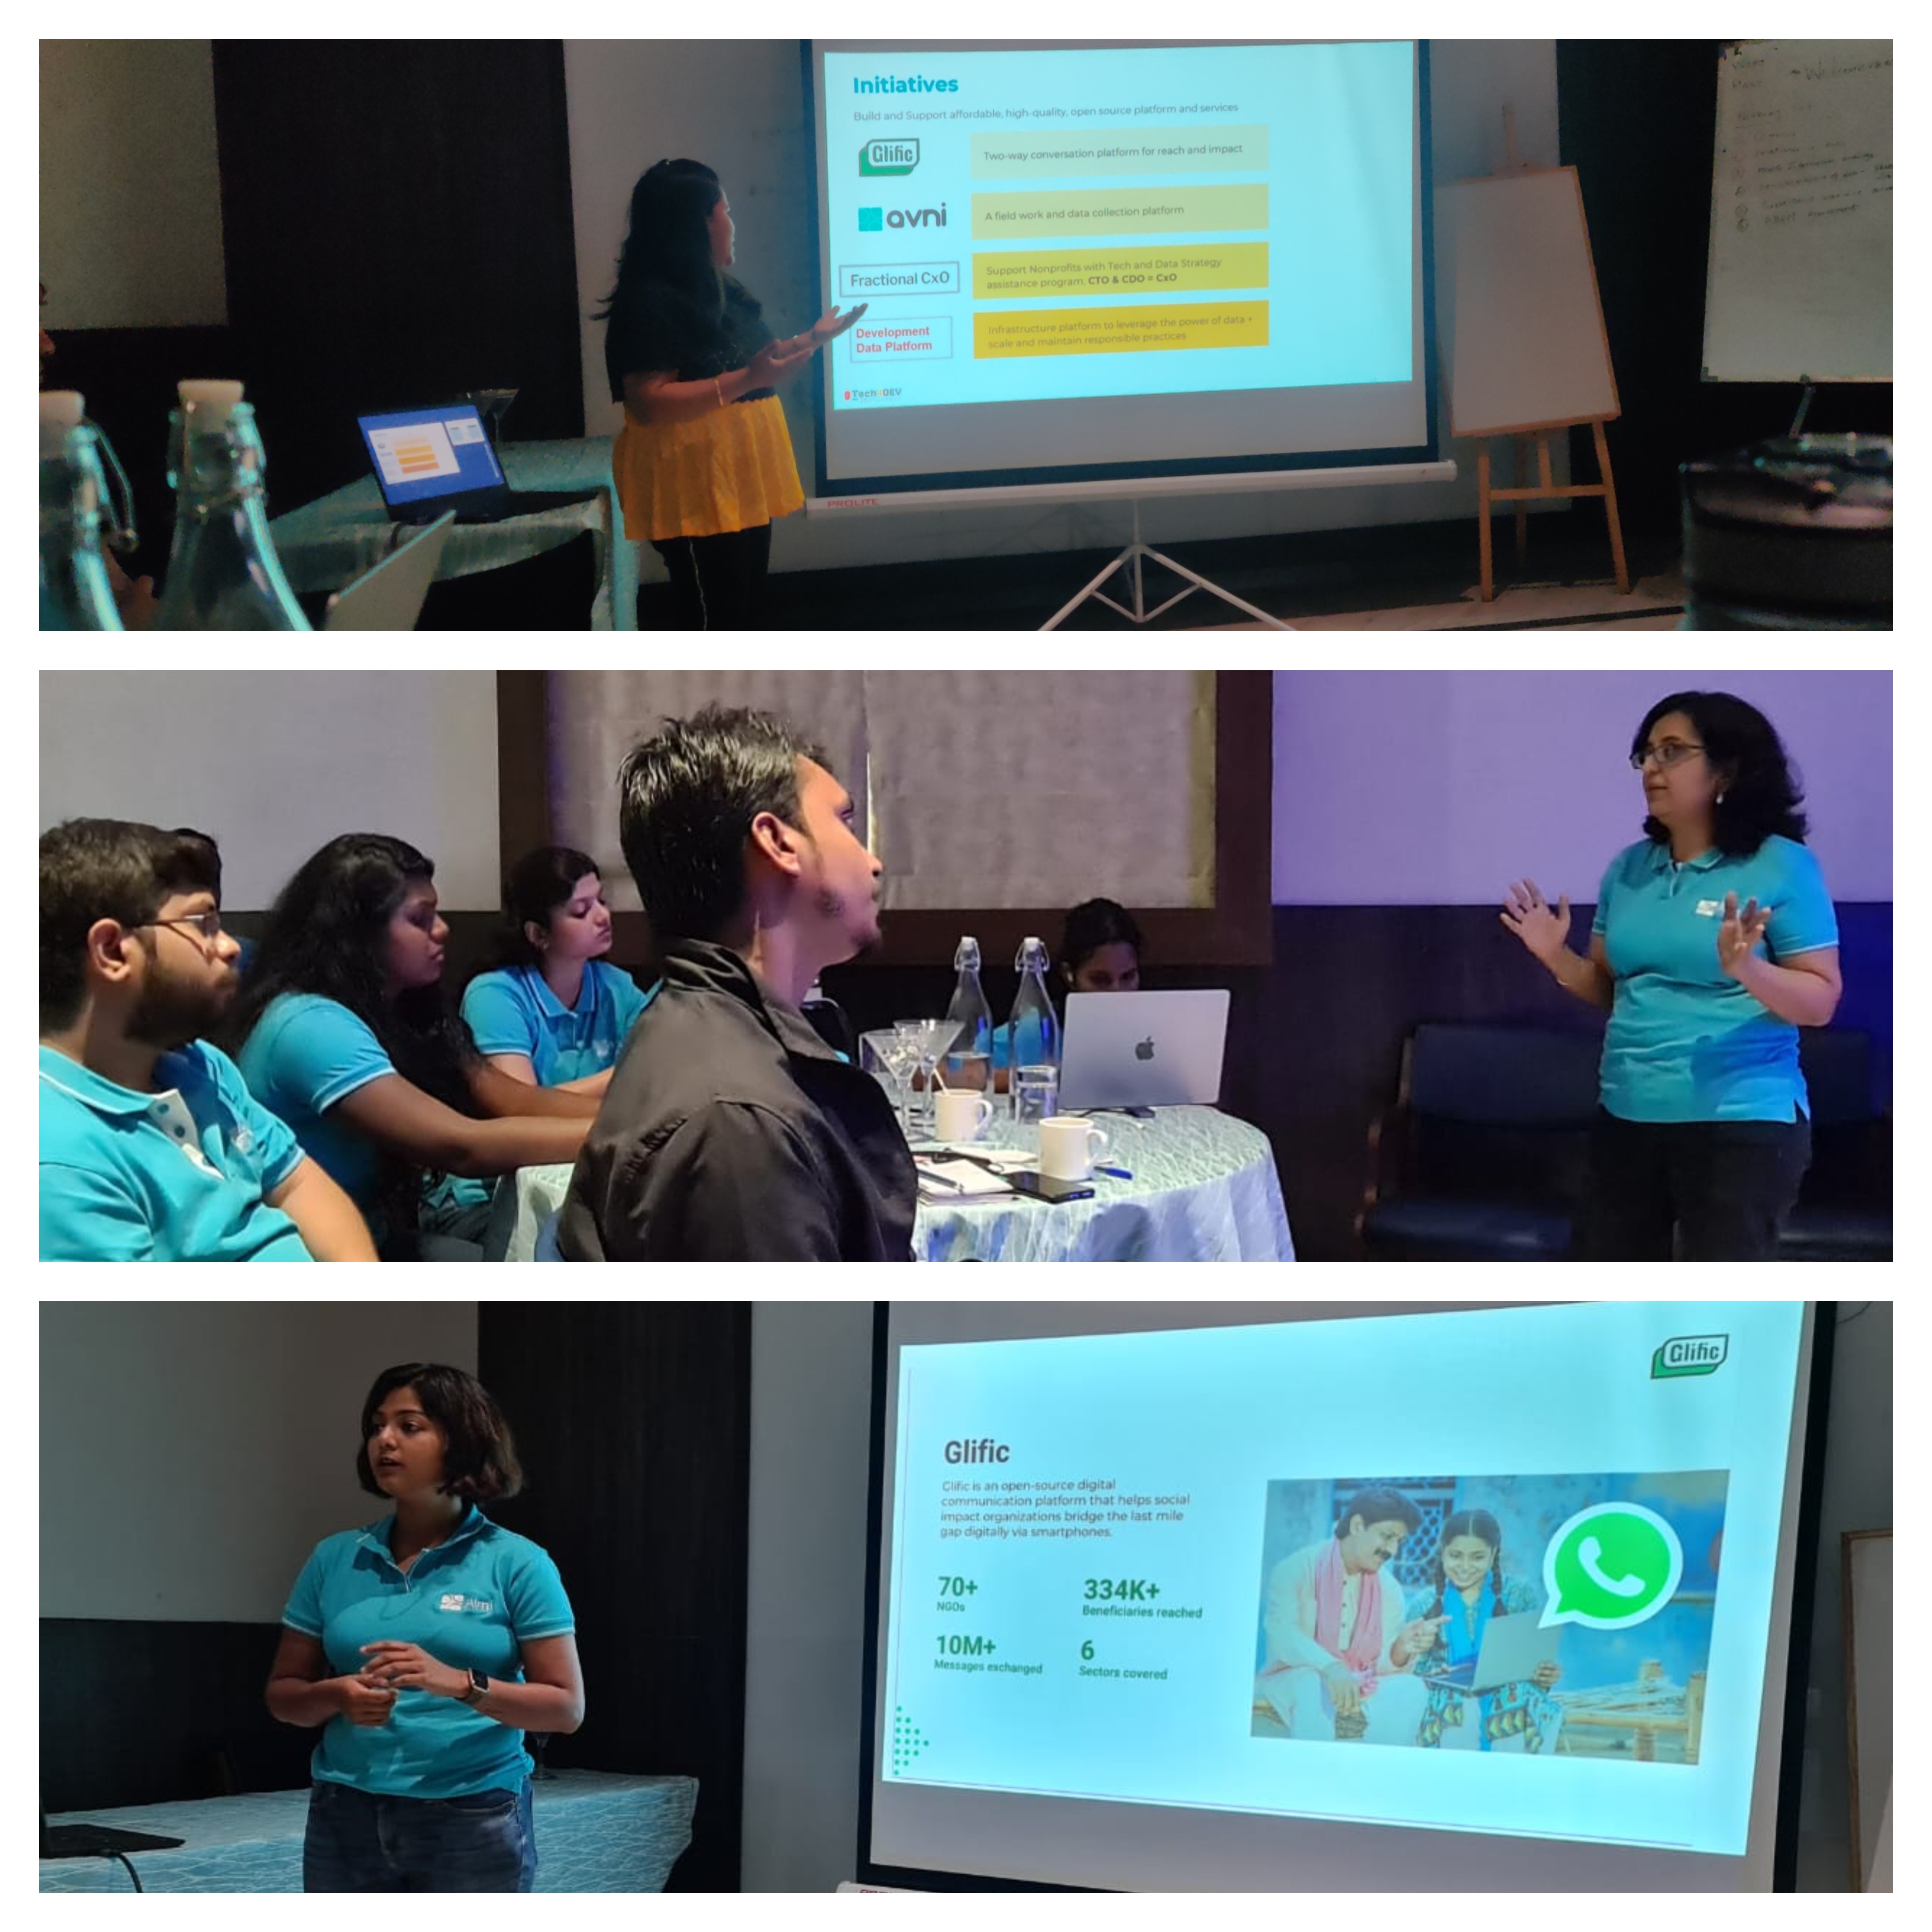 Initiatives
Build and Support affordable, high-quality, open source platform and services
Glific
Two-way conversation platform for reach and impact
avni
A field work and data collection platform
Fractional CxO
Support Nonprofits with Tech and Data Strategy
assistance program. CTO & CDO = CxO
Development
Data Platform
Infrastructure platform to leverage the power of data +
scale and maintain responsible practices
Tech4DEV
PROLITE
Avni
Glific
Glific
Glific is an open-source digital
communication platform that helps social
impact organizations bridge the last mile
gap digitally via smartphones.
70+
NGOs
334K+
Beneficiaries reached
10M+
Messages exchanged
6
Sectors covered